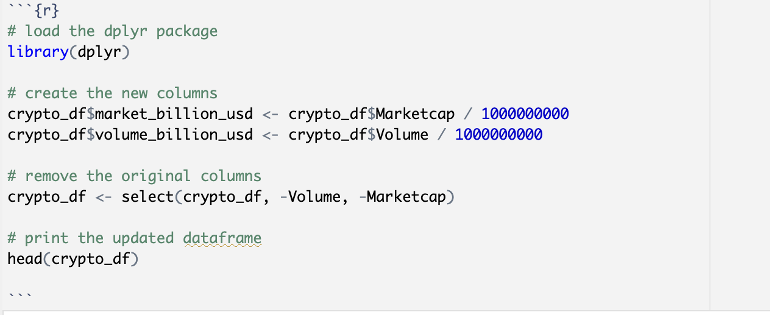 ```{r}
# load the dplyr package
library(dplyr)
# create the new columns
crypto_df$market_billion_usd <- crypto_df$Marketcap / 1000000000
crypto_df$volume_billion_usd <- crypto_df$Volume / 1000000000
# remove the original columns
crypto_df <- select(crypto_df, -Volume, -Marketcap)
# print the updated dataframe
head(crypto_df)
```